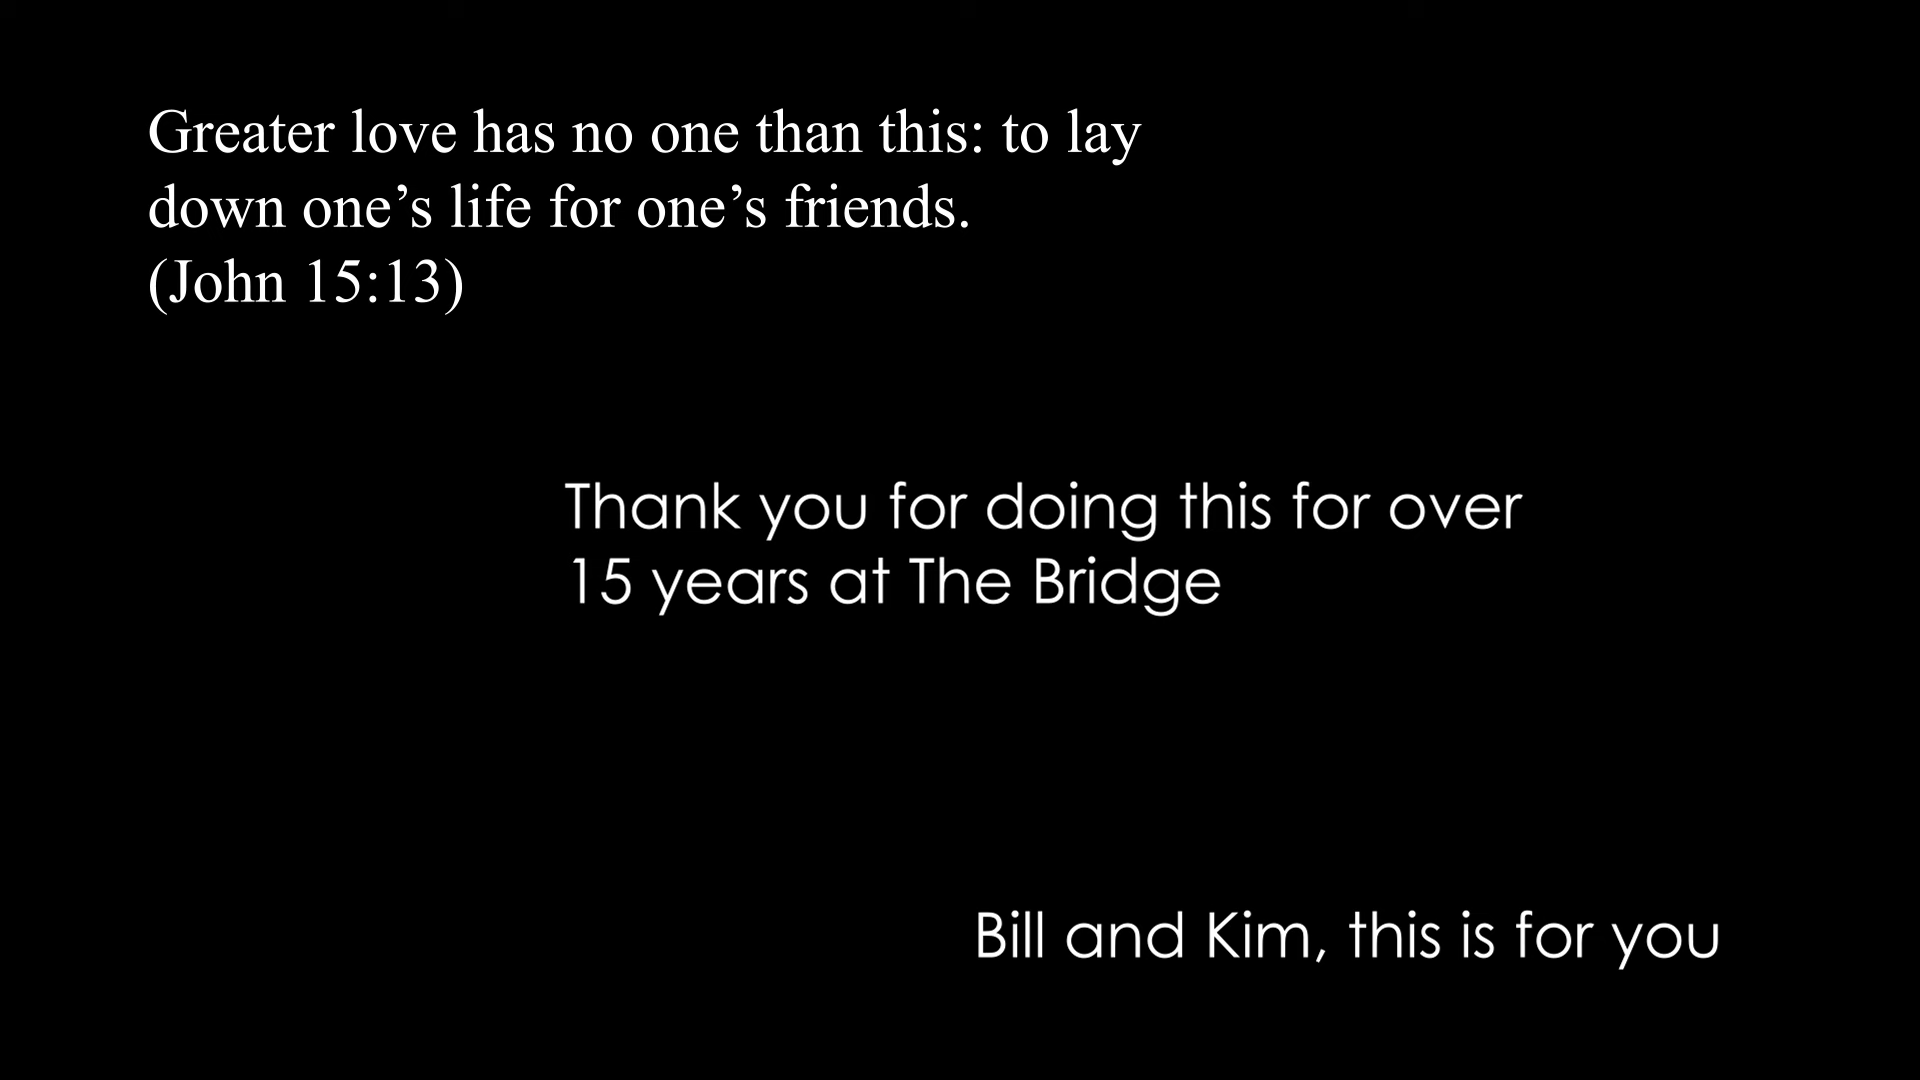 Greater love has no one than this: to lay
down one’s life for one’s friends.
(John 15:13)
Thank you for doing this for over
15 years at The Bridge
Bill and Kim, this is for you